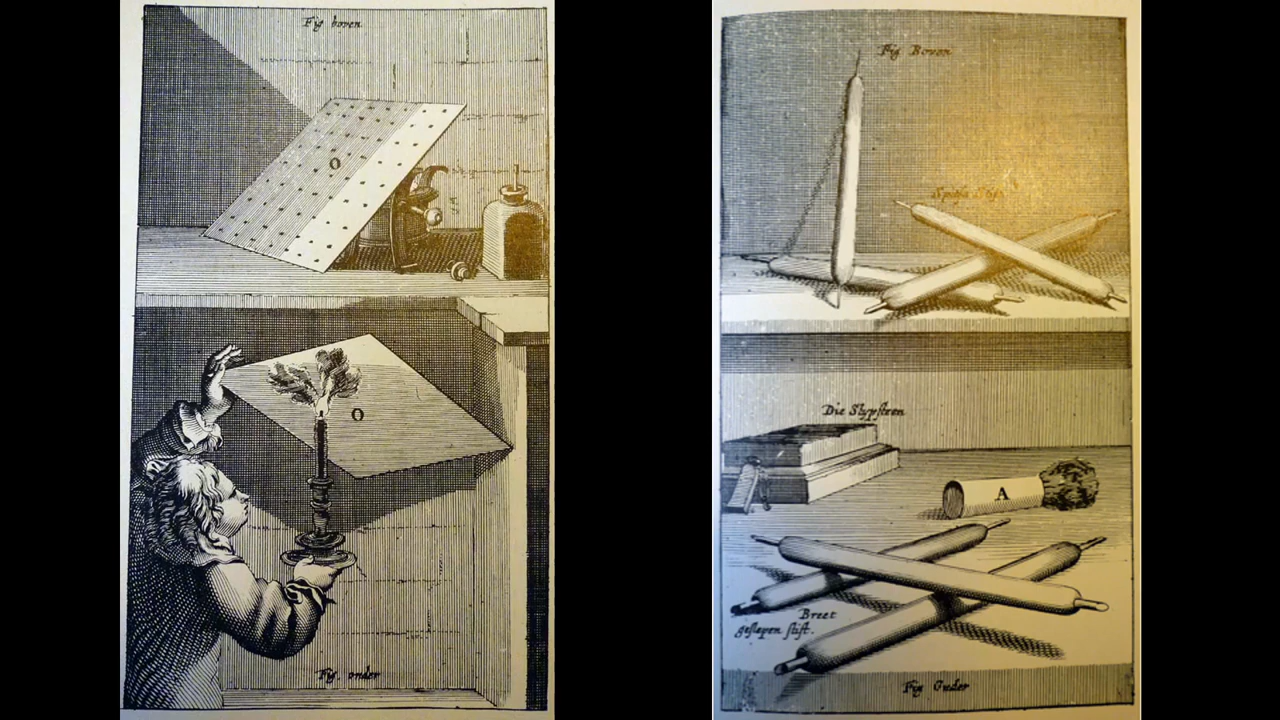 Fig boven
O
O
Fig. onder
Fig Boven
Spitse Stift
Die Slypsteen
A
Breet
geslepen stift.
Fig Onder